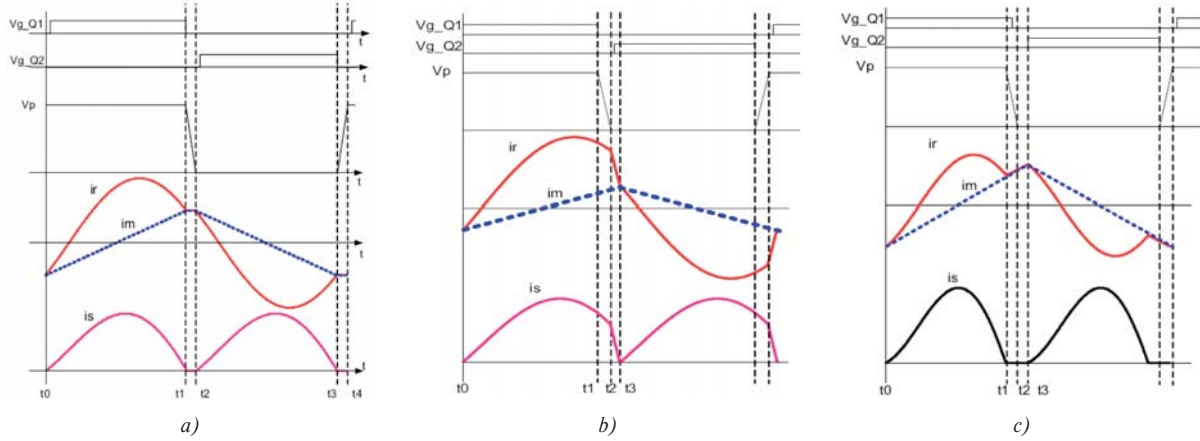 Vg_Q1
t
Vg_Q2
t
Vp
t
ir
im
t
is
t
t0 t1 t2 t3 t4
a)
Vg_Q1
Vg_Q2
Vp
ir
im
is
t0 t1 t2 t3
b)
Vg_Q1
Vg_Q2
Vp
ir
im
is
t0 t1 t2 t3
c)